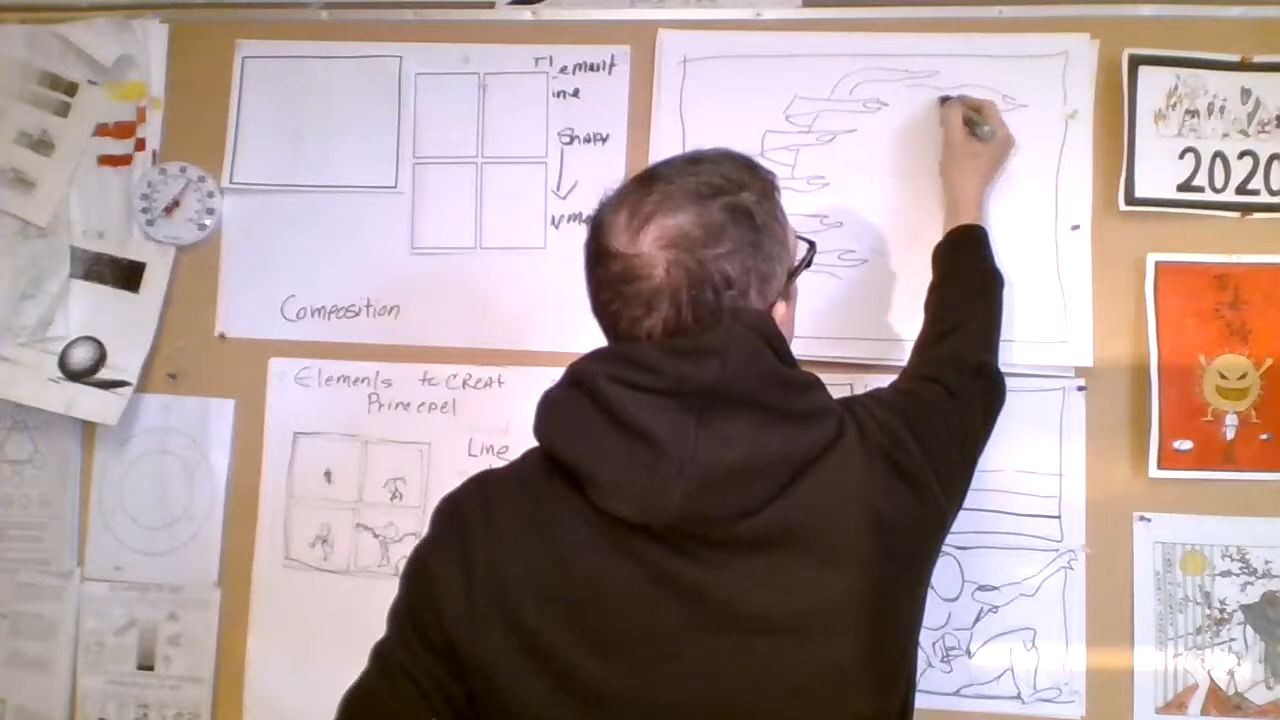 Element
ine
SHAPE
Composition
Elements to CREAT
Princepel
Line
2020